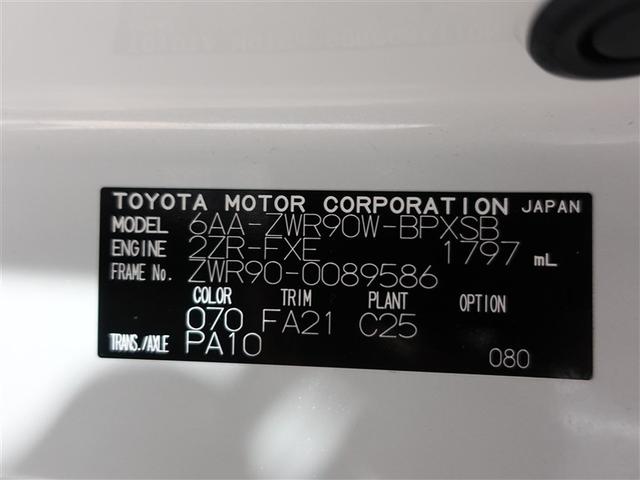 TOYOTA MOTOR CORPORATION JAPAN
MODEL 6AA-ZWR90W-BPXSB
ENGINE 2ZR-FXE 1797 mL
FRAME No. ZWR90-0089586
COLOR TRIM PLANT OPTION
070 FA21 C25
TRANS./AXLE PA10 080